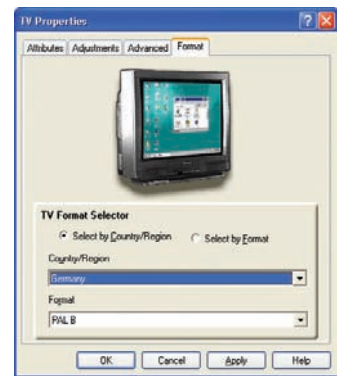 TV Properties
Attributes Adjustments Advanced Format
TV Format Selector
Select by Country/Region Select by Format
Country/Region
Germany
Format
PAL B
OK Cancel Apply Help